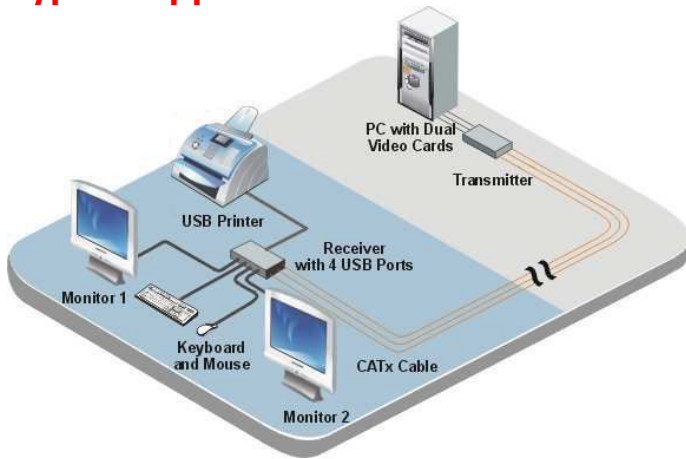 PC with Dual
Video Cards
Transmitter
USB Printer
Receiver
with 4 USB Ports
Monitor 1
Keyboard
and Mouse
CATx Cable
Monitor 2